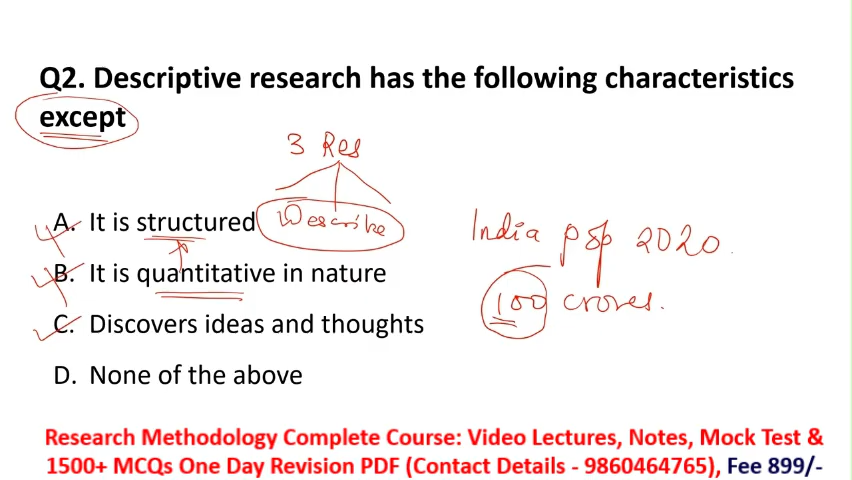 Q2. Descriptive research has the following characteristics
except
3 Res
A. It is structured
Describe
India pop 2020
B. It is quantitative in nature
100 crores.
C. Discovers ideas and thoughts
D. None of the above
Research Methodology Complete Course: Video Lectures, Notes, Mock Test &
1500+ MCQs One Day Revision PDF (Contact Details - 9860464765), Fee 899/-